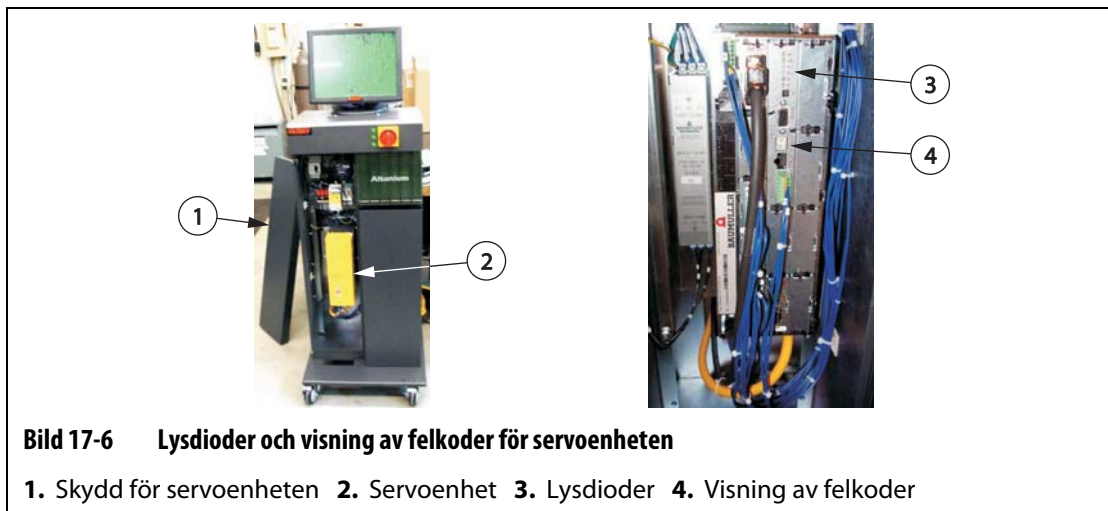 Altanium
BAUMULLER
1
2
3
4
Bild 17-6 Lysdioder och visning av felkoder för servoenheten
1. Skydd för servoenheten 2. Servoenhet 3. Lysdioder 4. Visning av felkoder